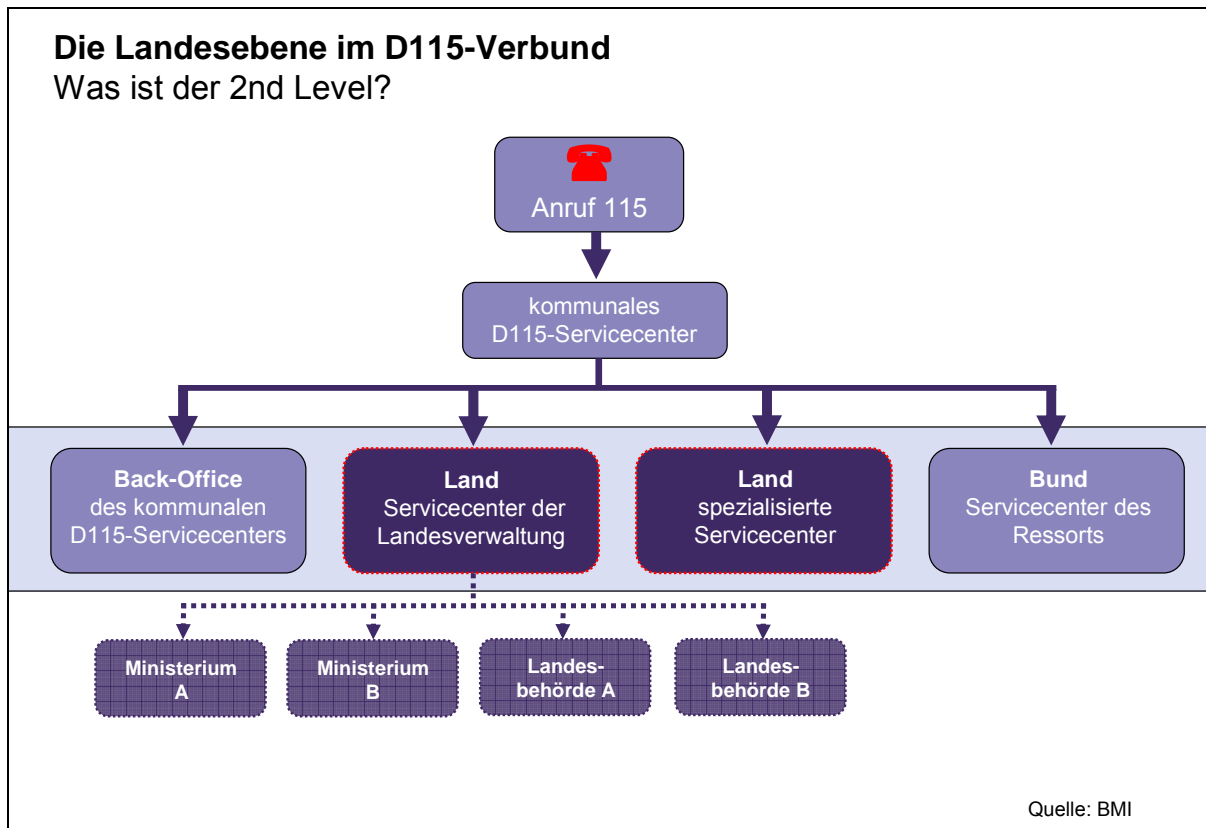 Die Landesebene im D115-Verbund
Was ist der 2nd Level?
Anruf 115
kommunales
D115-Servicecenter
Back-Office
des kommunalen
D115-Servicecenters
Land
Servicecenter der
Landesverwaltung
Land
spezialisierte
Servicecenter
Bund
Servicecenter des
Ressorts
Ministerium
A
Ministerium
B
Landes-
behörde A
Landes-
behörde B
Quelle: BMI